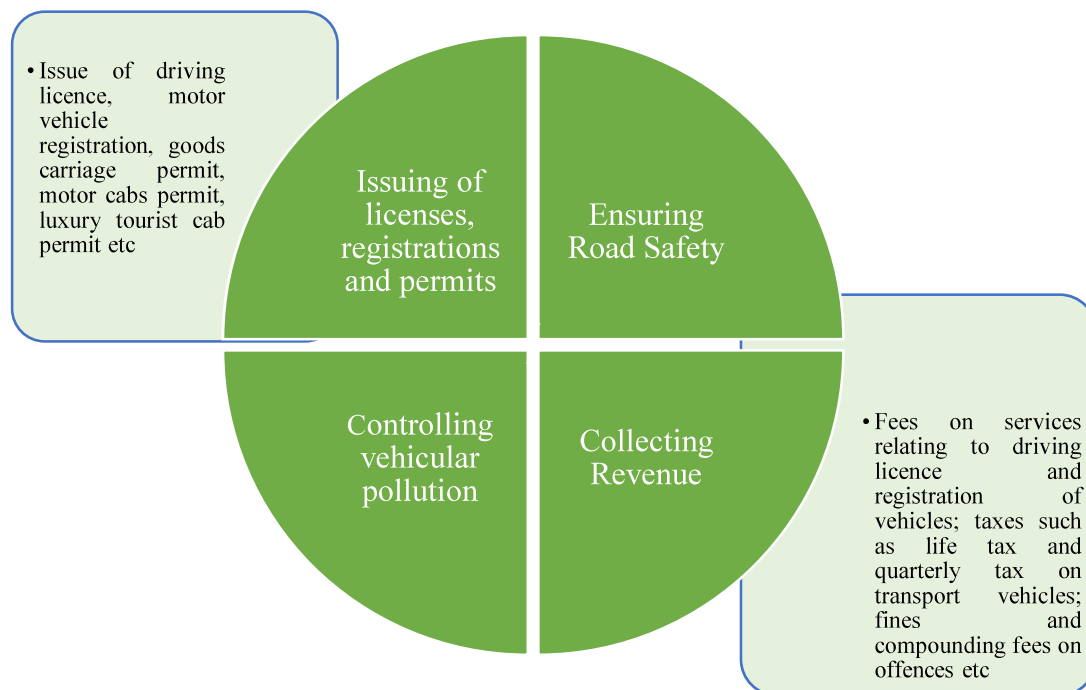 • Issue of driving
licence, motor
vehicle
registration, goods
carriage permit,
motor cabs permit,
luxury tourist cab
permit etc
Issuing of
licenses,
registrations
and permits
Ensuring
Road Safety
Controlling
vehicular
pollution
Collecting
Revenue
• Fees on services
relating to driving
licence and
registration of
vehicles; taxes such
as life tax and
quarterly tax on
transport vehicles;
fines and
compounding fees on
offences etc